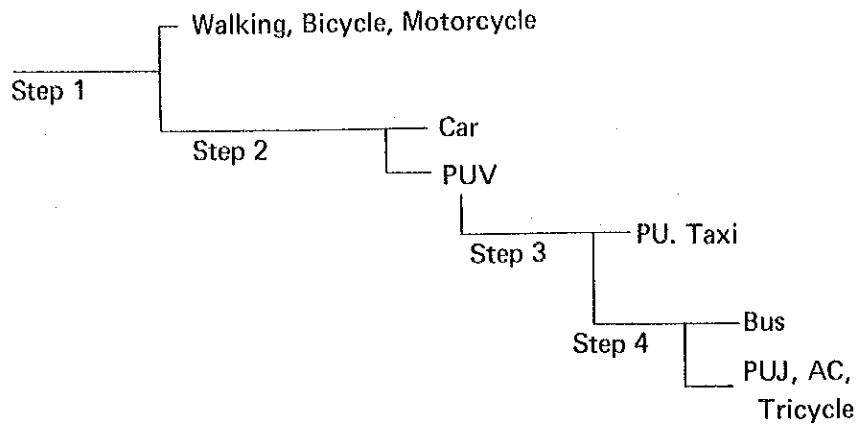 Walking, Bicycle, Motorcycle
Step 1
Car
Step 2
PUV
PU. Taxi
Step 3
Bus
Step 4
PUJ, AC,
Tricycle